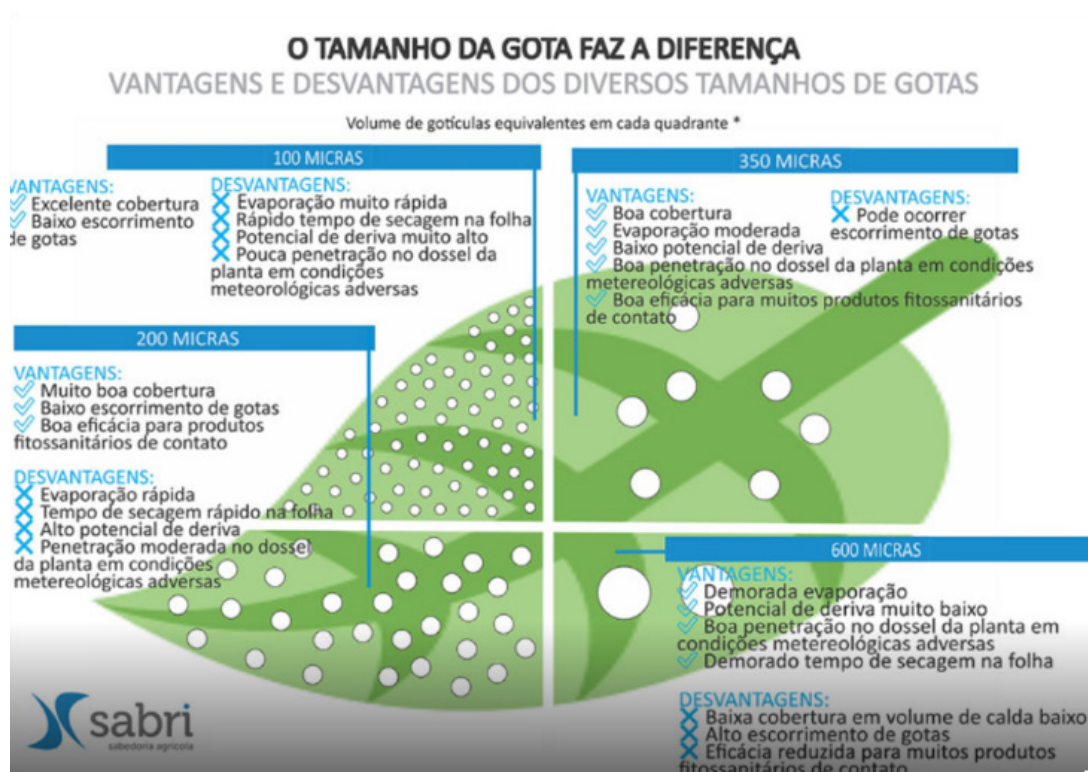 O TAMANHO DA GOTA FAZ A DIFERENÇA
VANTAGENS E DESVANTAGENS DOS DIVERSOS TAMANHOS DE GOTAS
Volume de gotículas equivalentes em cada quadrante *
100 MICRAS
VANTAGENS:
Excelente cobertura
Baixo escorrimento
de gotas
DESVANTAGENS:
Evaporação muito rápida
Rápido tempo de secagem na folha
Potencial de deriva muito alto
Pouca penetração no dossel da
planta em condições
meteorológicas adversas
350 MICRAS
VANTAGENS:
Boa cobertura
Evaporação moderada
Baixo potencial de deriva
Boa penetração no dossel da planta em condições
metereológicas adversas
Boa eficácia para muitos produtos fitossanitários
de contato
DESVANTAGENS:
Pode ocorrer
escorrimento de gotas
200 MICRAS
VANTAGENS:
Muito boa cobertura
Baixo escorrimento de gotas
Boa eficácia para produtos
fitossanitários de contato
DESVANTAGENS:
Evaporação rápida
Tempo de secagem rápido na folha
Alto potencial de deriva
Penetração moderada no dossel
da planta em condições
metereológicas adversas
600 MICRAS
VANTAGENS:
Demorada evaporação
Potencial de deriva muito baixo
Boa penetração no dossel da planta em
condições metereológicas adversas
Demorado tempo de secagem na folha
DESVANTAGENS:
Baixa cobertura em volume de calda baixo
Alto escorrimento de gotas
Eficácia reduzida para muitos produtos
fitossanitários de contato
sabri
sabedoria agrícola